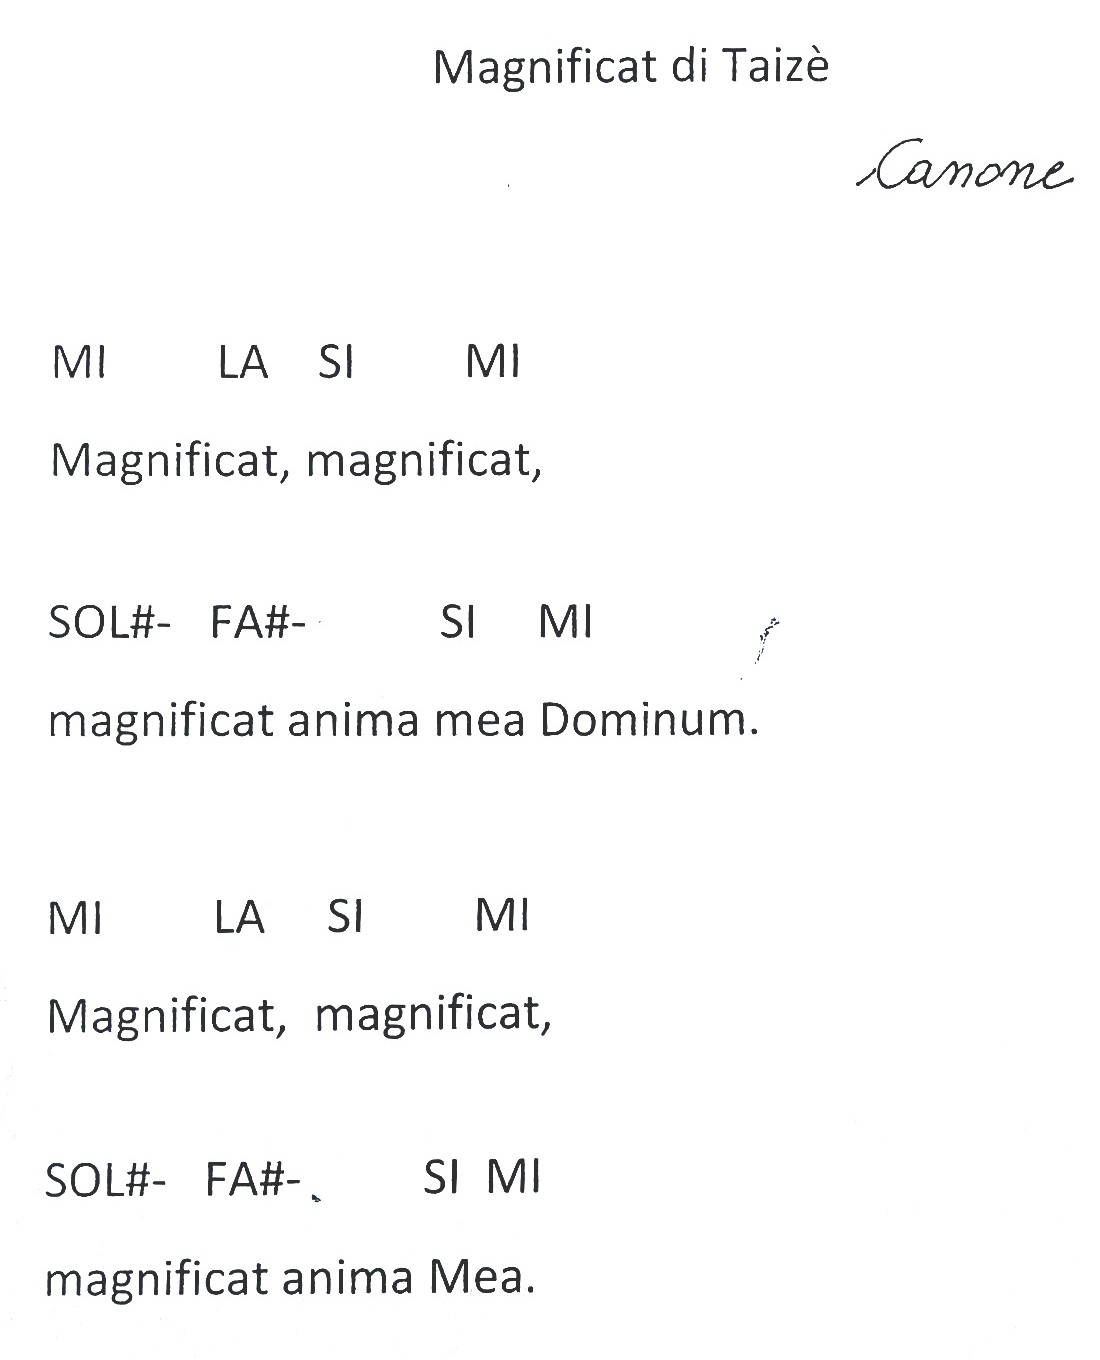 Magnificat di Taizè
Canone
MI LA SI MI
Magnificat, magnificat,
SOL#- FA#- SI MI
magnificat anima mea Dominum.
MI LA SI MI
Magnificat, magnificat,
SOL#- FA#- SI MI
magnificat anima Mea.